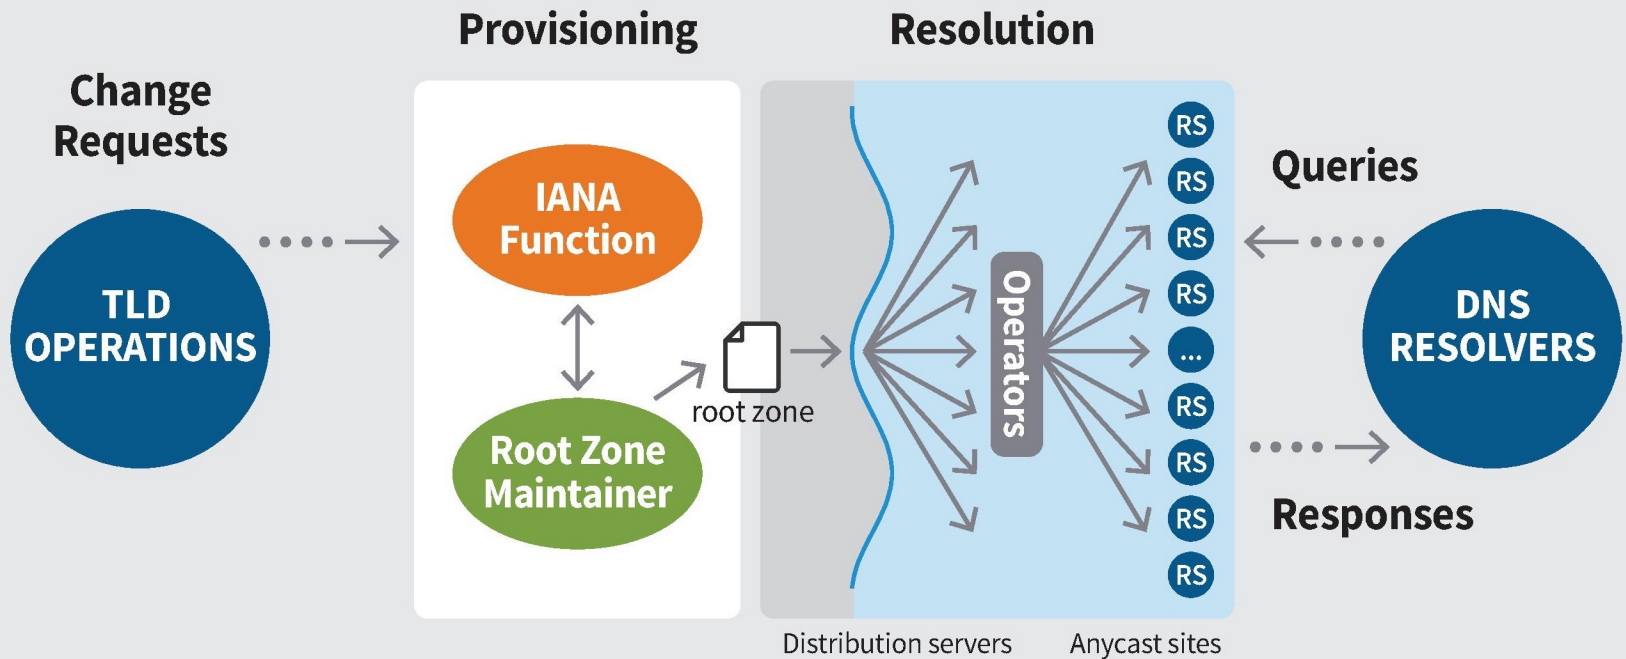 Provisioning
Resolution
Change
Requests
TLD
OPERATIONS
IANA
Function
Root Zone
Maintainer
root zone
Operators
RS
RS
RS
RS
...
RS
RS
RS
RS
Queries
DNS
RESOLVERS
Responses
Distribution servers
Anycast sites